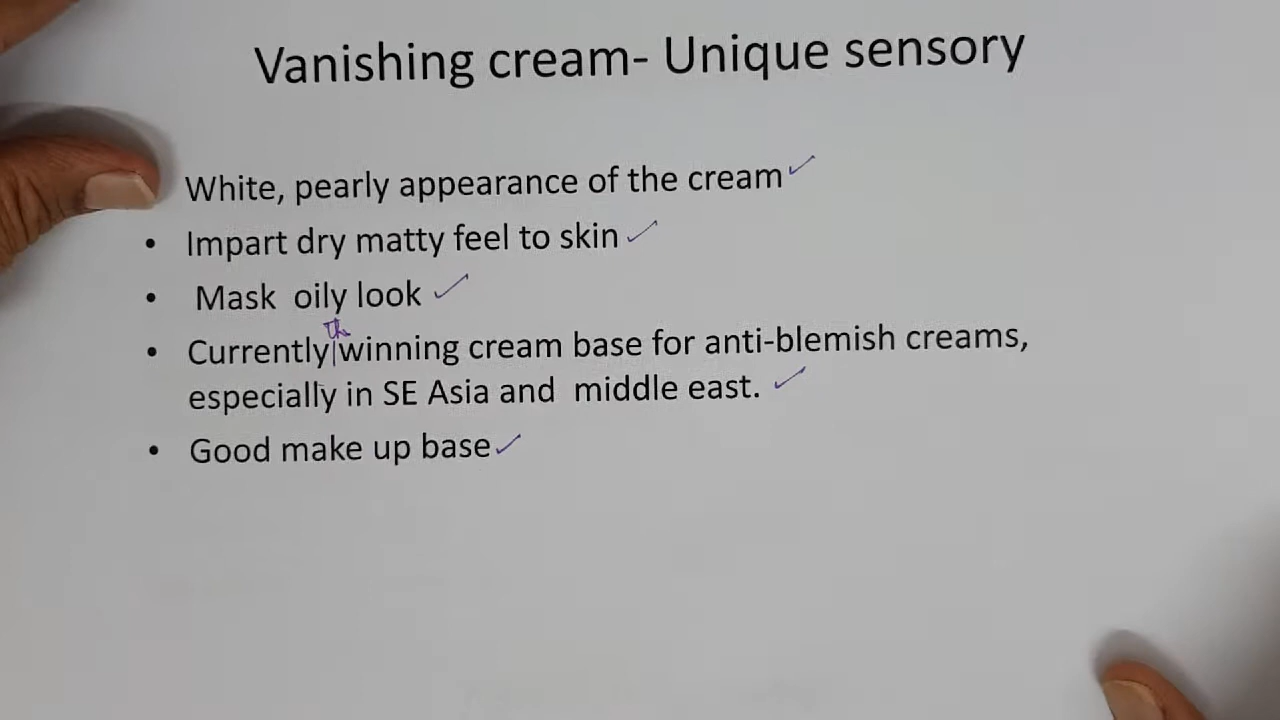 Vanishing cream- Unique sensory
White, pearly appearance of the cream ✓
• Impart dry matty feel to skin ✓
• Mask oily look ✓
Th
• Currently|winning cream base for anti-blemish creams,
especially in SE Asia and middle east. ✓
• Good make up base ✓